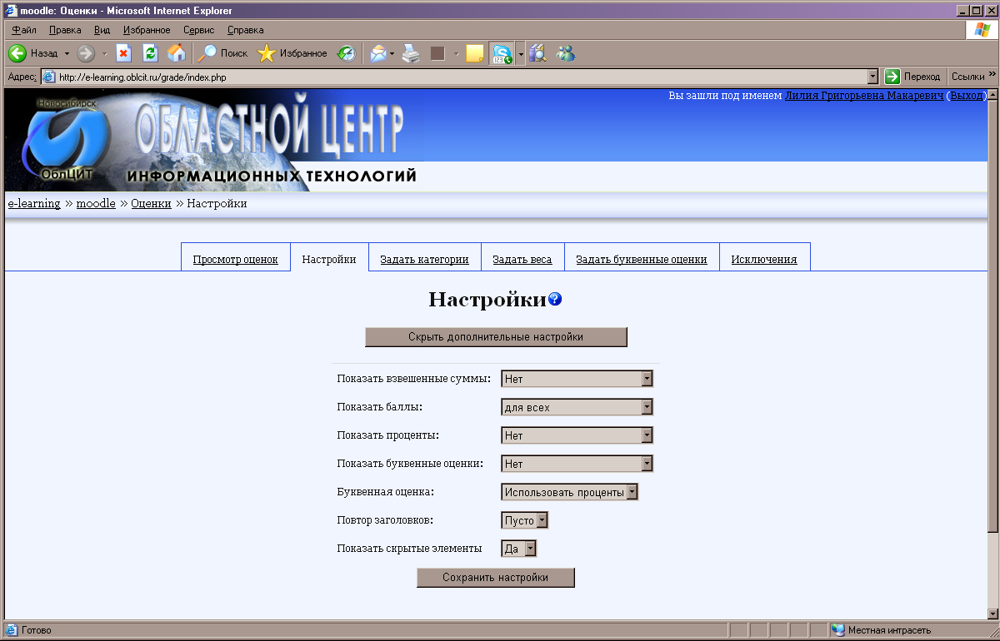 moodle: Оценки - Microsoft Internet Explorer
Файл Правка Вид Избранное Сервис Справка
Назад Поиск Избранное
Адрес: http://e-learning.oblcit.ru/grade/index.php Переход Ссылки »
Вы зашли под именем Лилия Григорьевна Макаревич (Выход)
Новосибирск
ОБЛАСТНОЙ ЦЕНТР
ОблЦИТ
ИНФОРМАЦИОННЫХ ТЕХНОЛОГИЙ
e-learning » moodle » Оценки » Настройки
Просмотр оценок Настройки Задать категории Задать веса Задать буквенные оценки Исключения
Настройки?
Скрыть дополнительные настройки
Показать взвешенные суммы: Нет
Показать баллы: для всех
Показать проценты: Нет
Показать буквенные оценки: Нет
Буквенная оценка: Использовать проценты
Повтор заголовков: Пусто
Показать скрытые элементы Да
Сохранить настройки
Готово Местная интрасеть